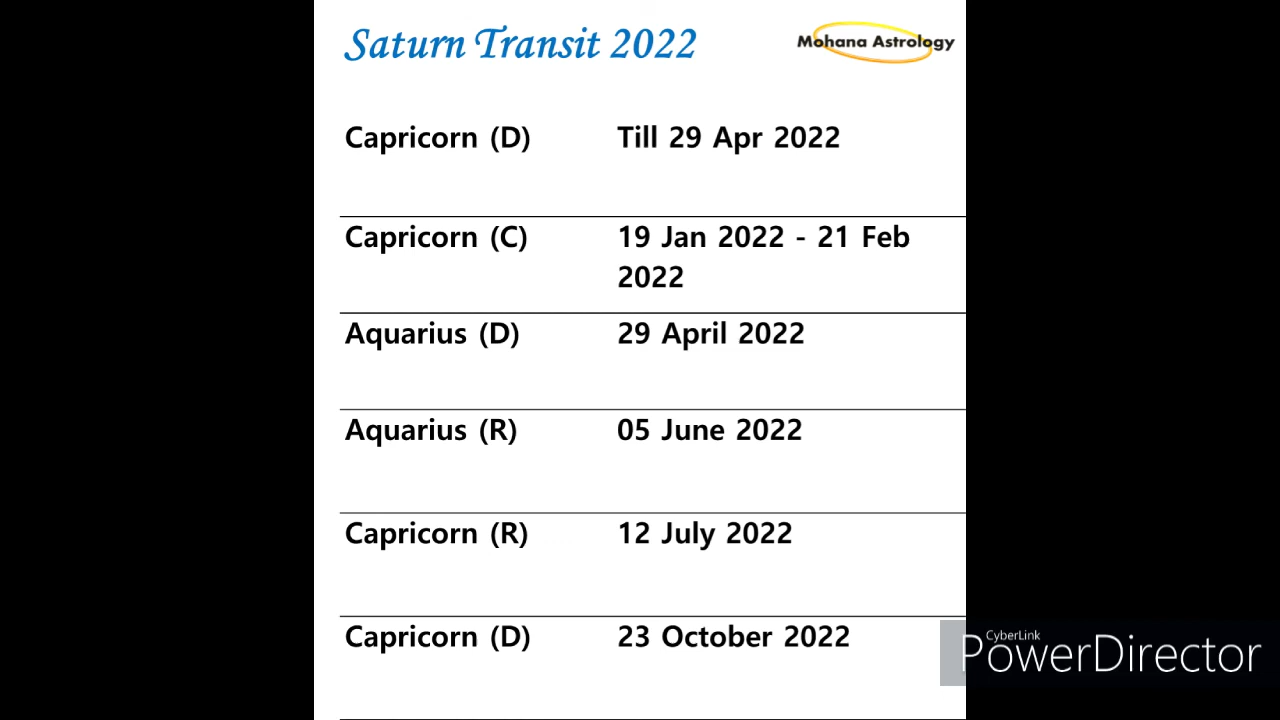 Saturn Transit 2022
Mohana Astrology
Capricorn (D) Till 29 Apr 2022
Capricorn (C) 19 Jan 2022 - 21 Feb
2022
Aquarius (D) 29 April 2022
Aquarius (R) 05 June 2022
Capricorn (R) 12 July 2022
Capricorn (D) 23 October 2022
CyberLink
PowerDirector